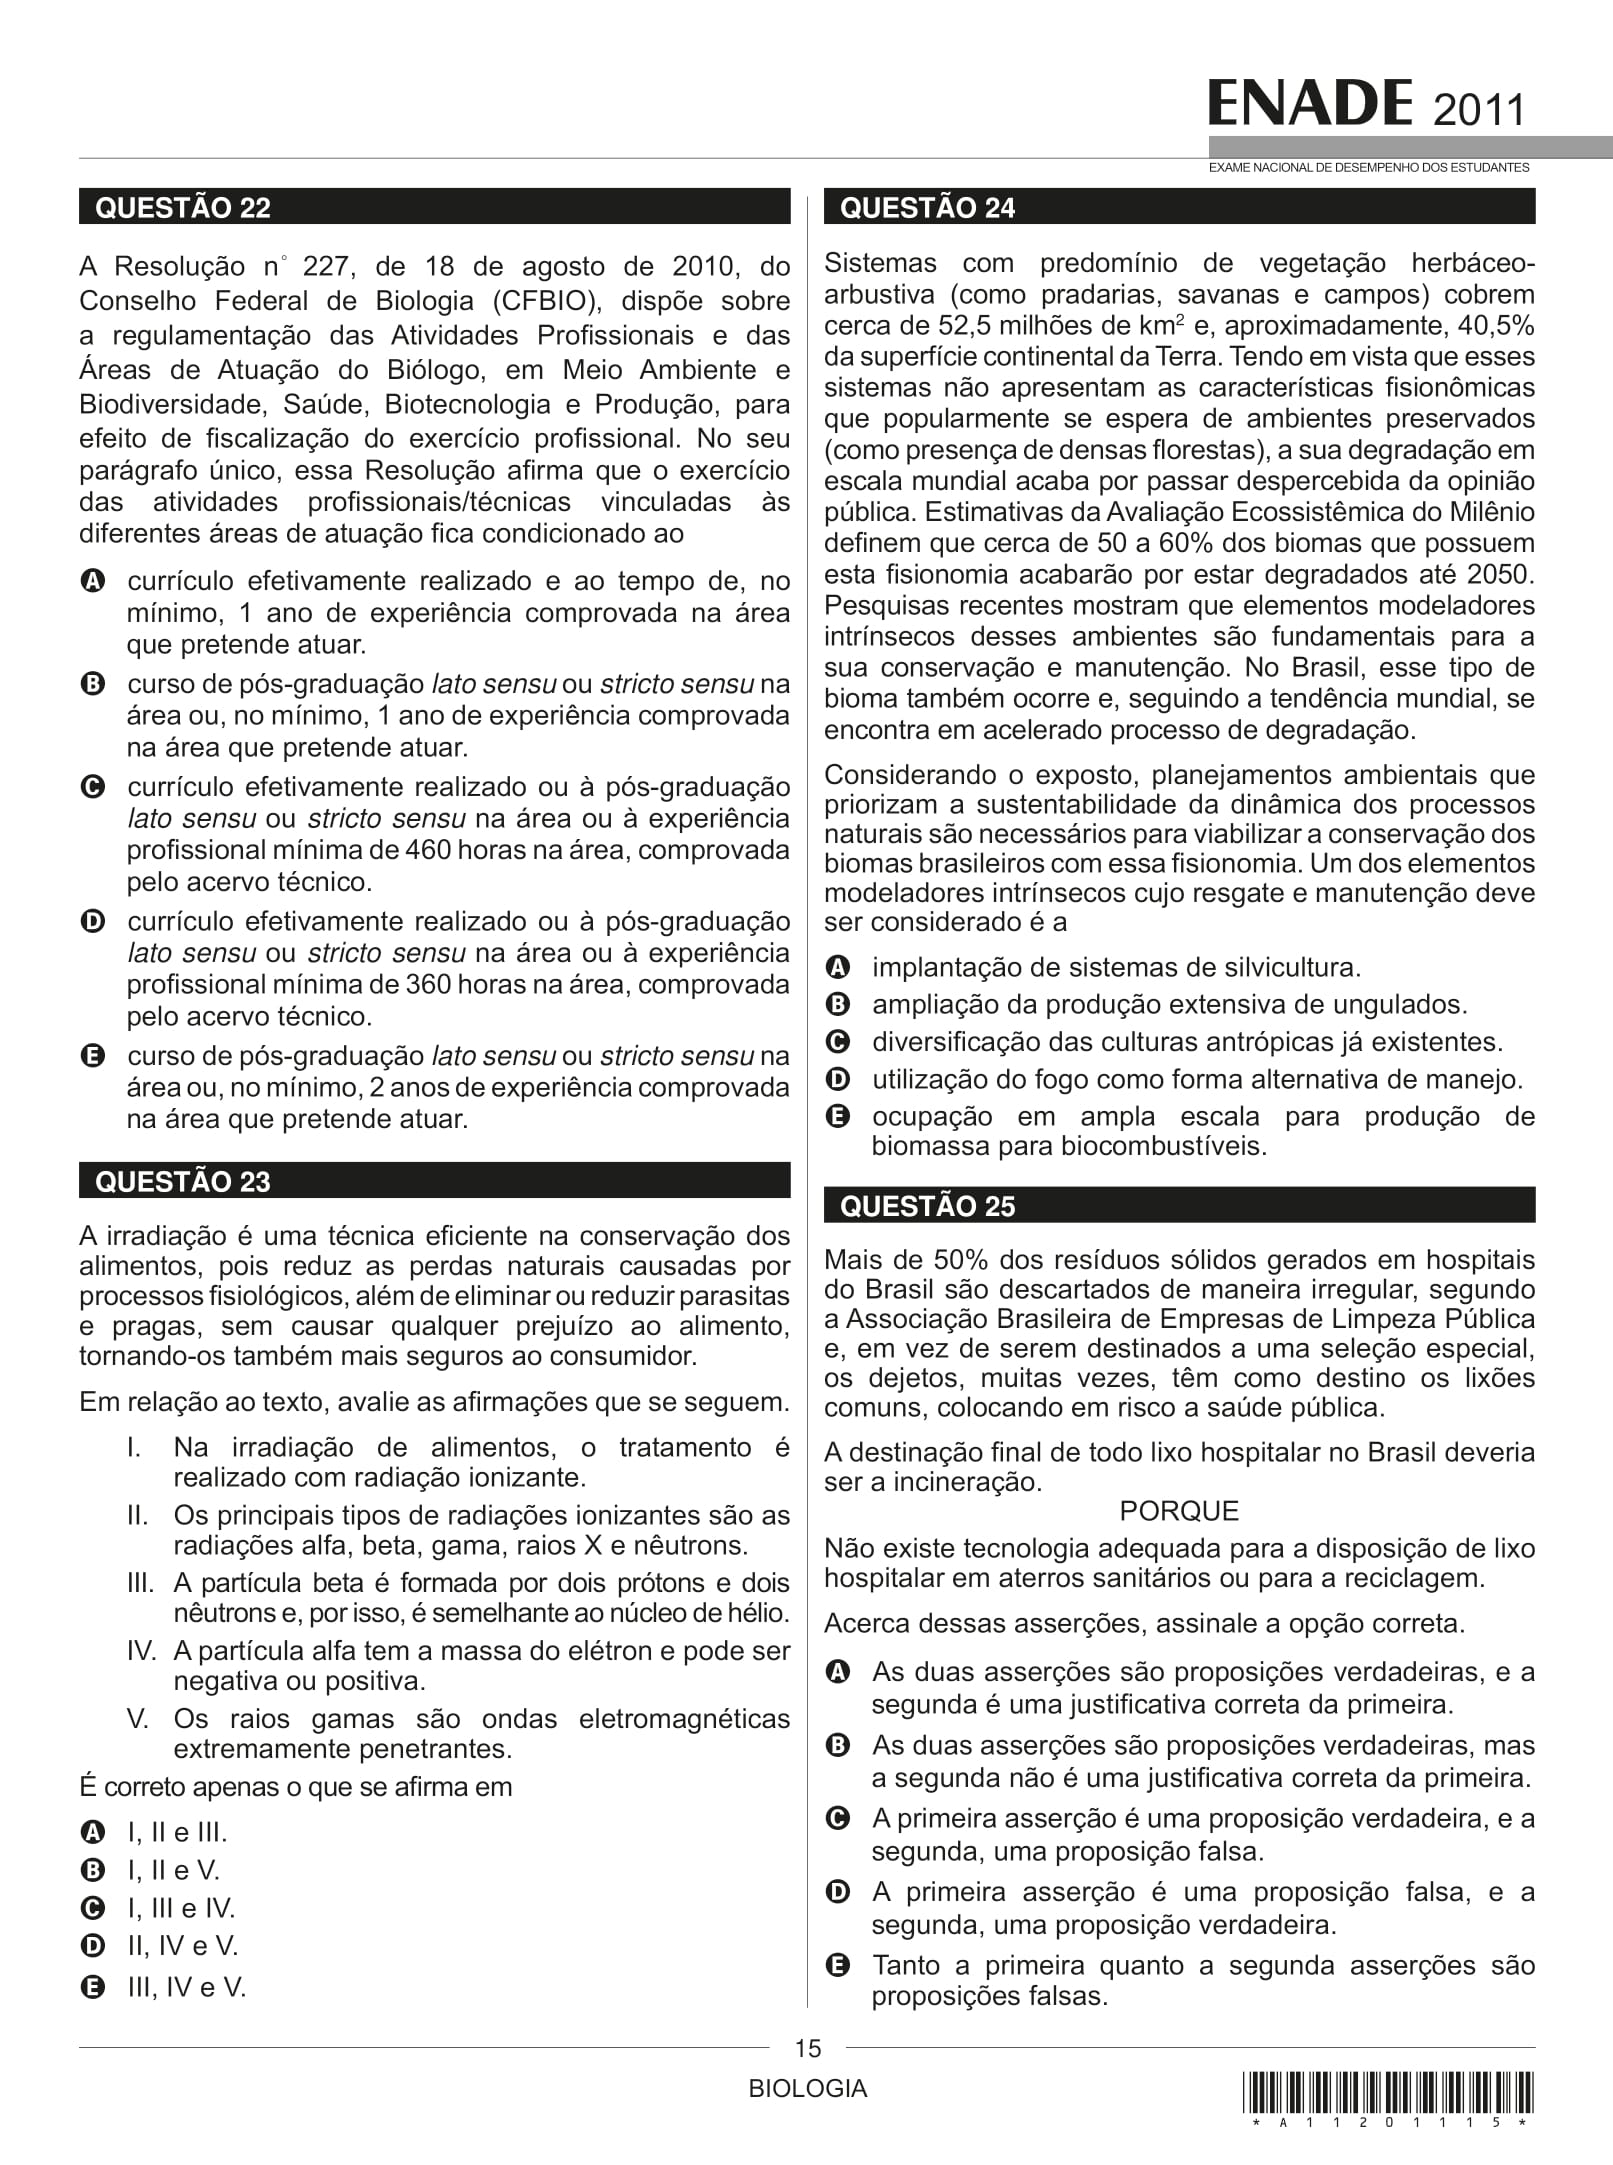 ENADE 2011
EXAME NACIONAL DE DESEMPENHO DOS ESTUDANTES
QUESTÃO 22
A Resolução n° 227, de 18 de agosto de 2010, do
Conselho Federal de Biologia (CFBIO), dispõe sobre
a regulamentação das Atividades Profissionais e das
Áreas de Atuação do Biólogo, em Meio Ambiente e
Biodiversidade, Saúde, Biotecnologia e Produção, para
efeito de fiscalização do exercício profissional. No seu
parágrafo único, essa Resolução afirma que o exercício
das atividades profissionais/técnicas vinculadas às
diferentes áreas de atuação fica condicionado ao
A currículo efetivamente realizado e ao tempo de, no
mínimo, 1 ano de experiência comprovada na área
que pretende atuar.
B curso de pós-graduação lato sensu ou stricto sensu na
área ou, no mínimo, 1 ano de experiência comprovada
na área que pretende atuar.
C currículo efetivamente realizado ou à pós-graduação
lato sensu ou stricto sensu na área ou à experiência
profissional mínima de 460 horas na área, comprovada
pelo acervo técnico.
D currículo efetivamente realizado ou à pós-graduação
lato sensu ou stricto sensu na área ou à experiência
profissional mínima de 360 horas na área, comprovada
pelo acervo técnico.
E curso de pós-graduação lato sensu ou stricto sensu na
área ou, no mínimo, 2 anos de experiência comprovada
na área que pretende atuar.
QUESTÃO 23
A irradiação é uma técnica eficiente na conservação dos
alimentos, pois reduz as perdas naturais causadas por
processos fisiológicos, além de eliminar ou reduzir parasitas
e pragas, sem causar qualquer prejuízo ao alimento,
tornando-os também mais seguros ao consumidor.
Em relação ao texto, avalie as afirmações que se seguem.
I. Na irradiação de alimentos, o tratamento é
realizado com radiação ionizante.
II. Os principais tipos de radiações ionizantes são as
radiações alfa, beta, gama, raios X e nêutrons.
III. A partícula beta é formada por dois prótons e dois
nêutrons e, por isso, é semelhante ao núcleo de hélio.
IV. A partícula alfa tem a massa do elétron e pode ser
negativa ou positiva.
V. Os raios gamas são ondas eletromagnéticas
extremamente penetrantes.
É correto apenas o que se afirma em
A I, II e III.
B I, II e V.
C I, III e IV.
D II, IV e V.
E III, IV e V.
QUESTÃO 24
Sistemas com predomínio de vegetação herbáceo-
arbustiva (como pradarias, savanas e campos) cobrem
cerca de 52,5 milhões de km² e, aproximadamente, 40,5%
da superfície continental da Terra. Tendo em vista que esses
sistemas não apresentam as características fisionômicas
que popularmente se espera de ambientes preservados
(como presença de densas florestas), a sua degradação em
escala mundial acaba por passar despercebida da opinião
pública. Estimativas da Avaliação Ecossistêmica do Milênio
definem que cerca de 50 a 60% dos biomas que possuem
esta fisionomia acabarão por estar degradados até 2050.
Pesquisas recentes mostram que elementos modeladores
intrínsecos desses ambientes são fundamentais para a
sua conservação e manutenção. No Brasil, esse tipo de
bioma também ocorre e, seguindo a tendência mundial, se
encontra em acelerado processo de degradação.
Considerando o exposto, planejamentos ambientais que
priorizam a sustentabilidade da dinâmica dos processos
naturais são necessários para viabilizar a conservação dos
biomas brasileiros com essa fisionomia. Um dos elementos
modeladores intrínsecos cujo resgate e manutenção deve
ser considerado é a
A implantação de sistemas de silvicultura.
B ampliação da produção extensiva de ungulados.
C diversificação das culturas antrópicas já existentes.
D utilização do fogo como forma alternativa de manejo.
E ocupação em ampla escala para produção de
biomassa para biocombustíveis.
QUESTÃO 25
Mais de 50% dos resíduos sólidos gerados em hospitais
do Brasil são descartados de maneira irregular, segundo
a Associação Brasileira de Empresas de Limpeza Pública
e, em vez de serem destinados a uma seleção especial,
os dejetos, muitas vezes, têm como destino os lixões
comuns, colocando em risco a saúde pública.
A destinação final de todo lixo hospitalar no Brasil deveria
ser a incineração.
PORQUE
Não existe tecnologia adequada para a disposição de lixo
hospitalar em aterros sanitários ou para a reciclagem.
Acerca dessas asserções, assinale a opção correta.
A As duas asserções são proposições verdadeiras, e a
segunda é uma justificativa correta da primeira.
B As duas asserções são proposições verdadeiras, mas
a segunda não é uma justificativa correta da primeira.
C A primeira asserção é uma proposição verdadeira, e a
segunda, uma proposição falsa.
D A primeira asserção é uma proposição falsa, e a
segunda, uma proposição verdadeira.
E Tanto a primeira quanto a segunda asserções são
proposições falsas.
15
BIOLOGIA
* A 1 1 2 0 1 1 1 5 *